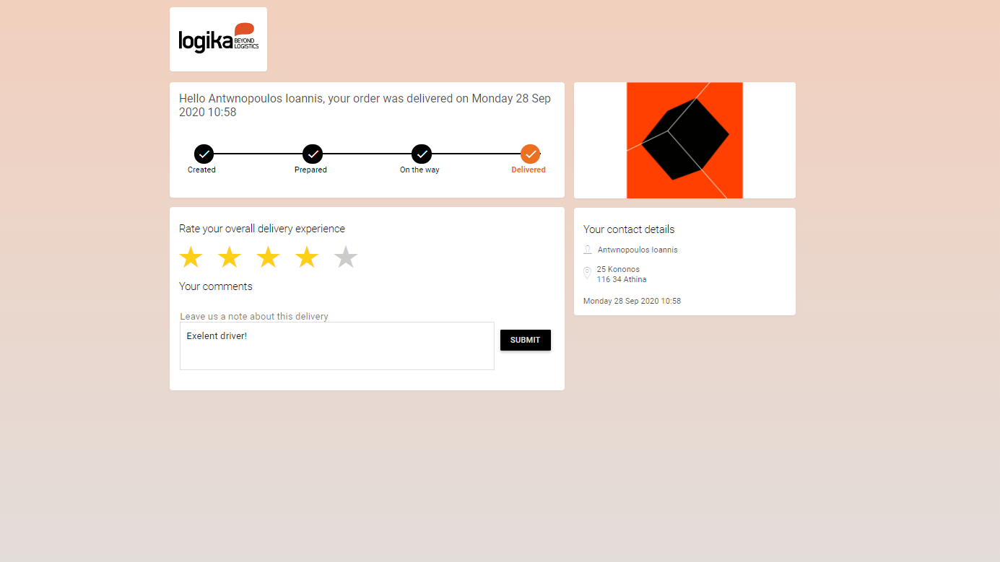 logika
BEYOND
LOGISTICS
Hello Antwnopoulos Ioannis, your order was delivered on Monday 28 Sep
2020 10:58
Created
Prepared
On the way
Delivered
Rate your overall delivery experience
Your comments
Leave us a note about this delivery
Exelent driver!
SUBMIT
Your contact details
Antwnopoulos Ioannis
25 Kononos
116 34 Athina
Monday 28 Sep 2020 10:58